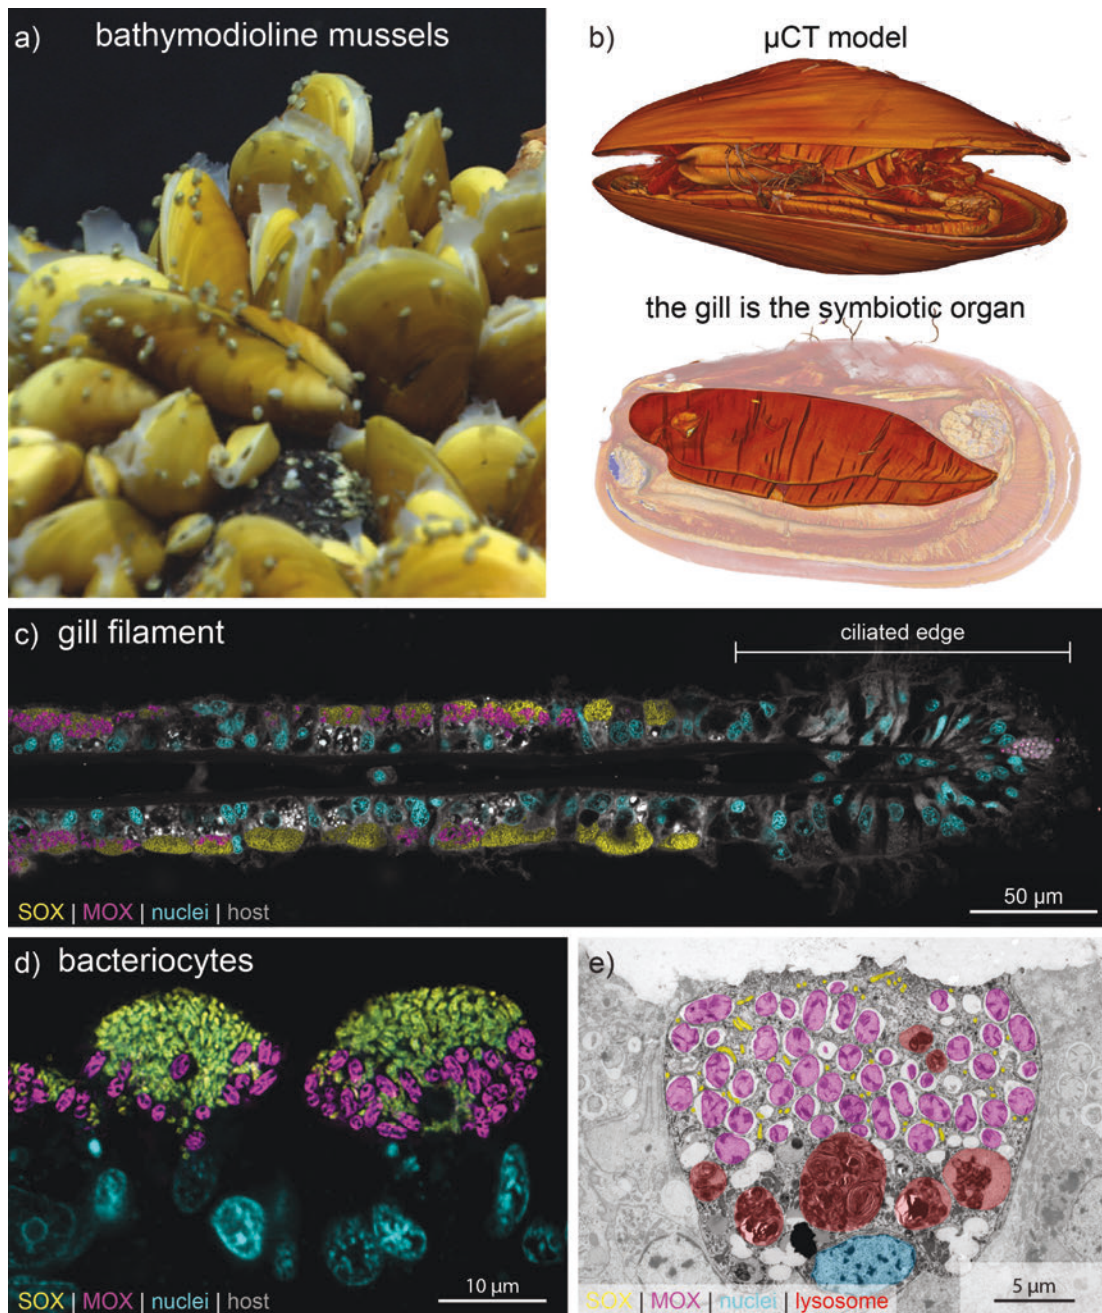 a) bathymodioline mussels
b) µCT model
the gill is the symbiotic organ
c) gill filament
ciliated edge
SOX | MOX | nuclei | host
50 µm
d) bacteriocytes
SOX | MOX | nuclei | host
10 µm
e)
SOX | MOX | nuclei | lysosome
5 µm